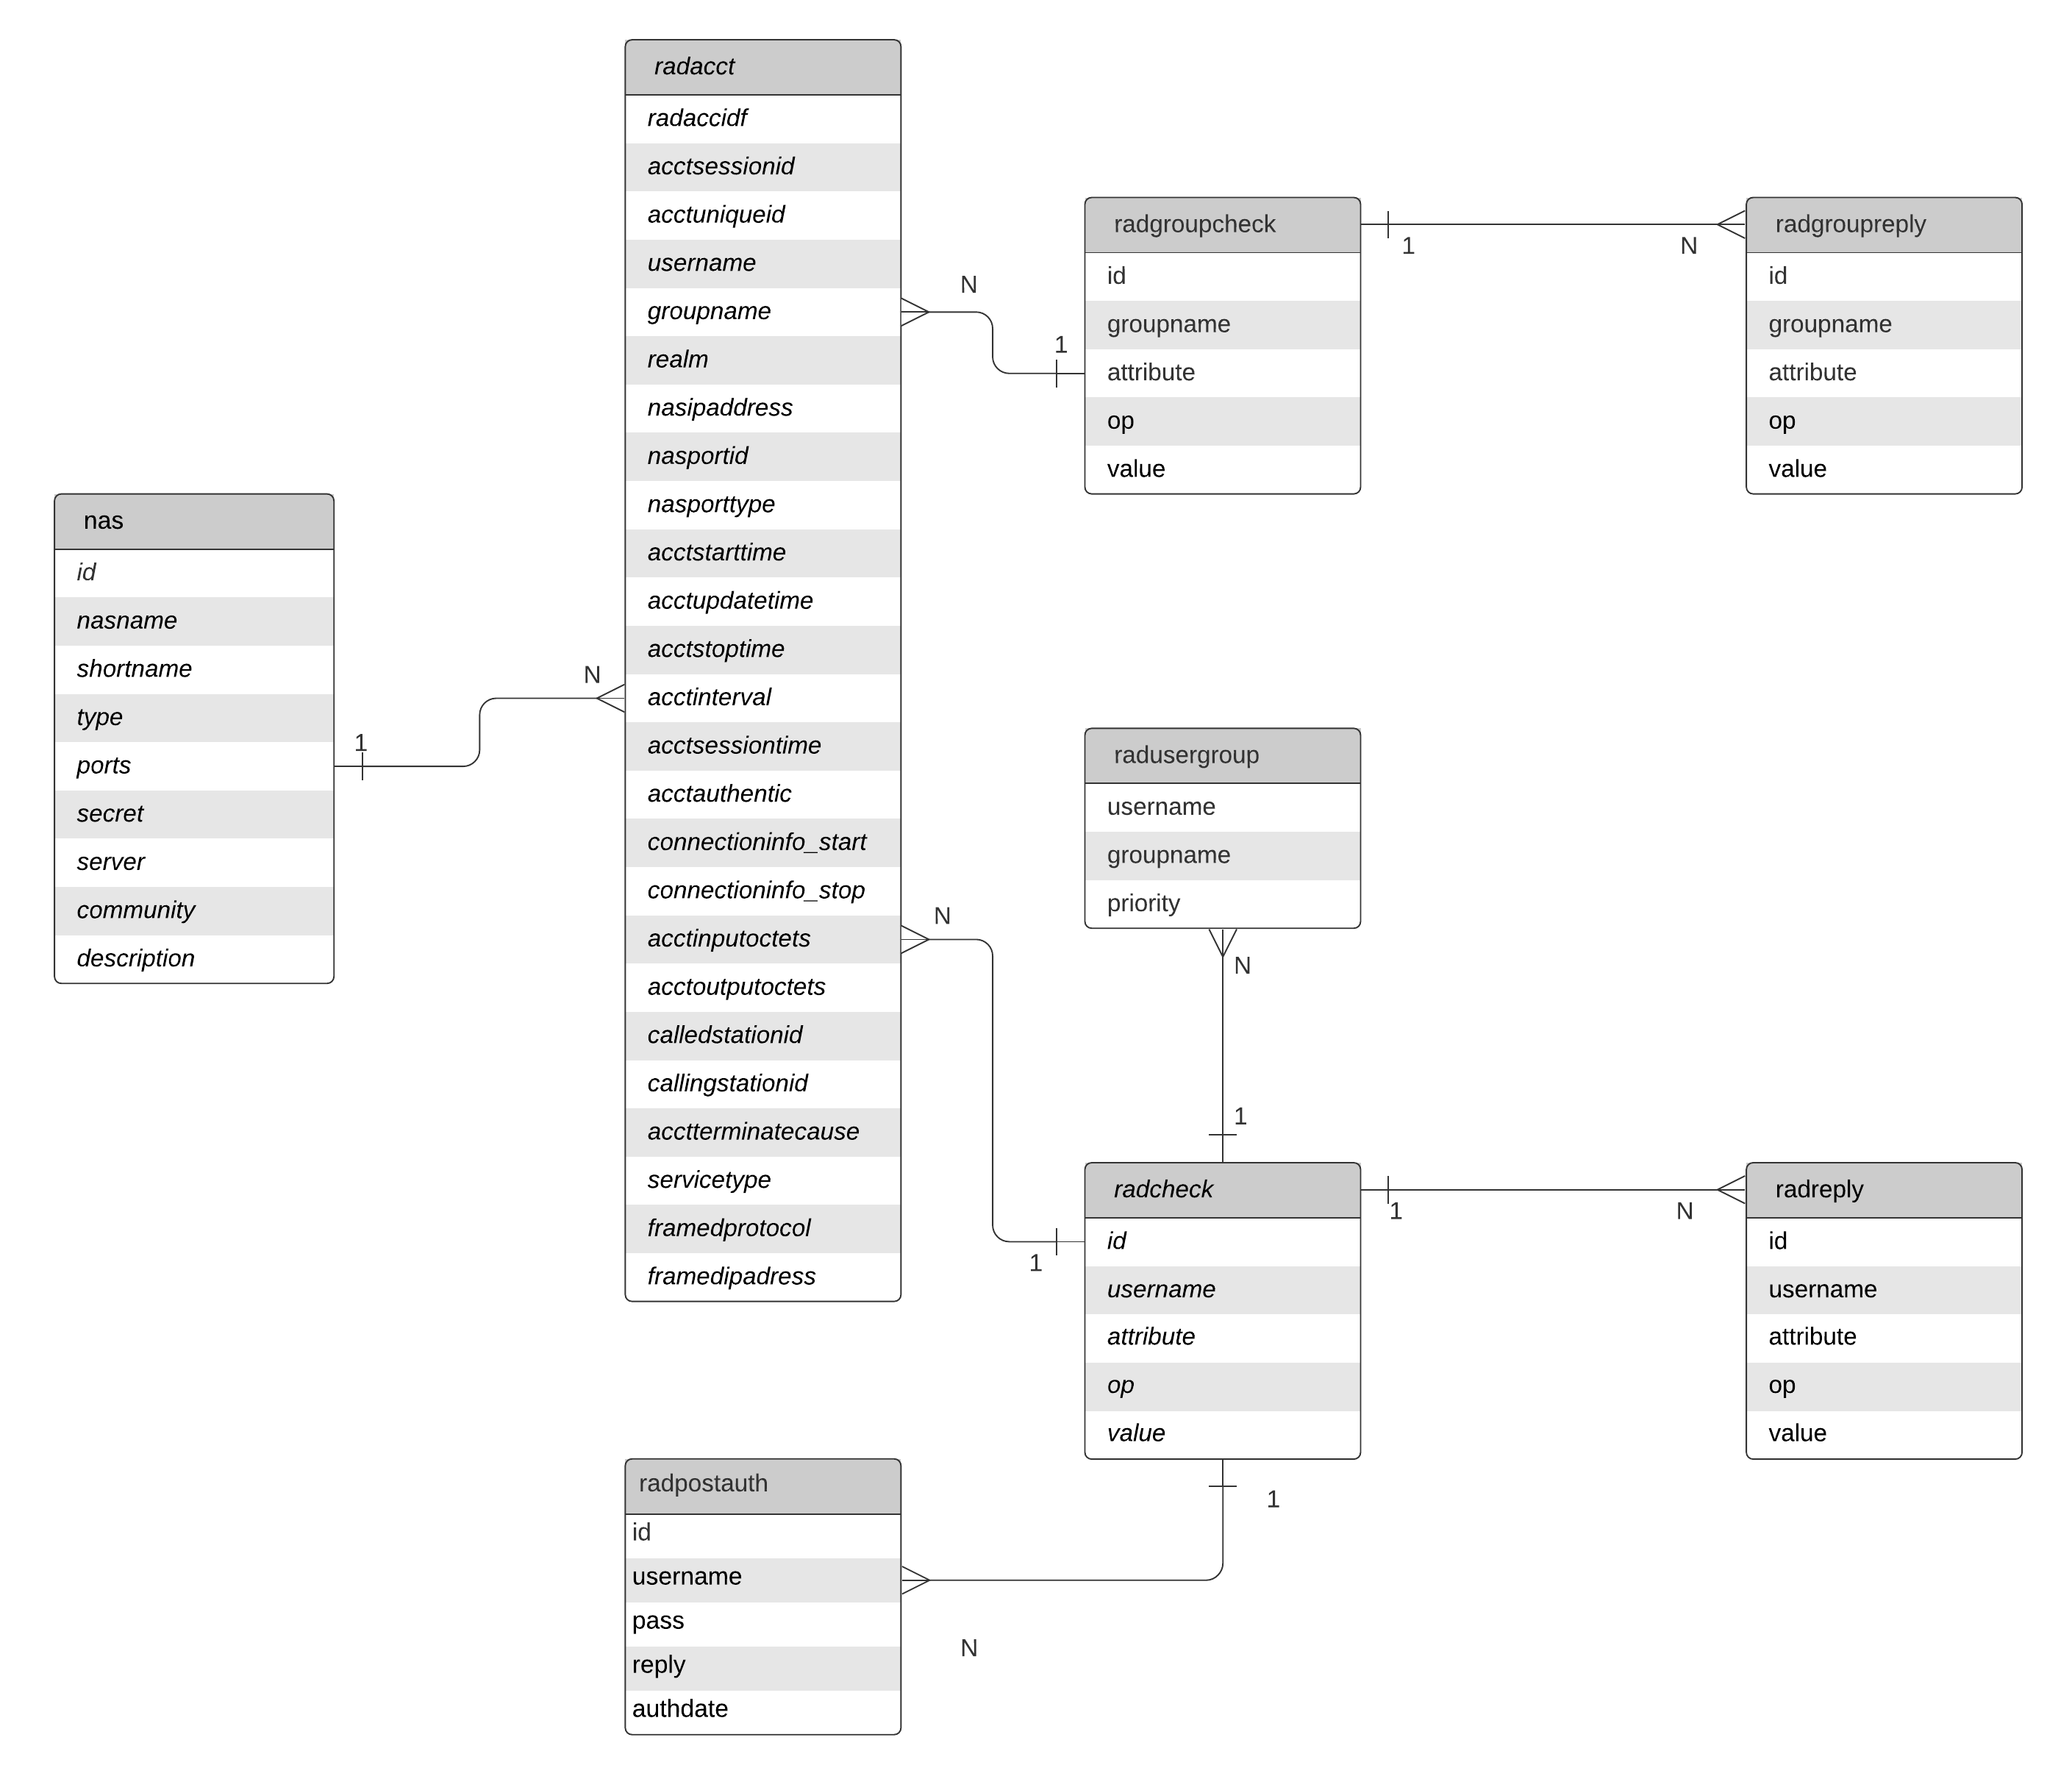 radacct
radaccidf
acctsessionid
acctuniqueid
username
groupname
realm
nasipaddress
nasportid
nasporttype
acctstarttime
acctupdatetime
acctstoptime
acctinterval
acctsessiontime
acctauthentic
connectioninfo_start
connectioninfo_stop
acctinputoctets
acctoutputoctets
calledstationid
callingstationid
acctterminatecause
servicetype
framedprotocol
framedipadress
N
1
radgroupcheck
id
groupname
attribute
op
value
1
N
radgroupreply
id
groupname
attribute
op
value
nas
id
nasname
shortname
type
ports
secret
server
community
description
1
N
radusergroup
username
groupname
priority
N
1
N
1
radcheck
id
username
attribute
op
value
1
N
radreply
id
username
attribute
op
value
radpostauth
id
username
pass
reply
authdate
1
N